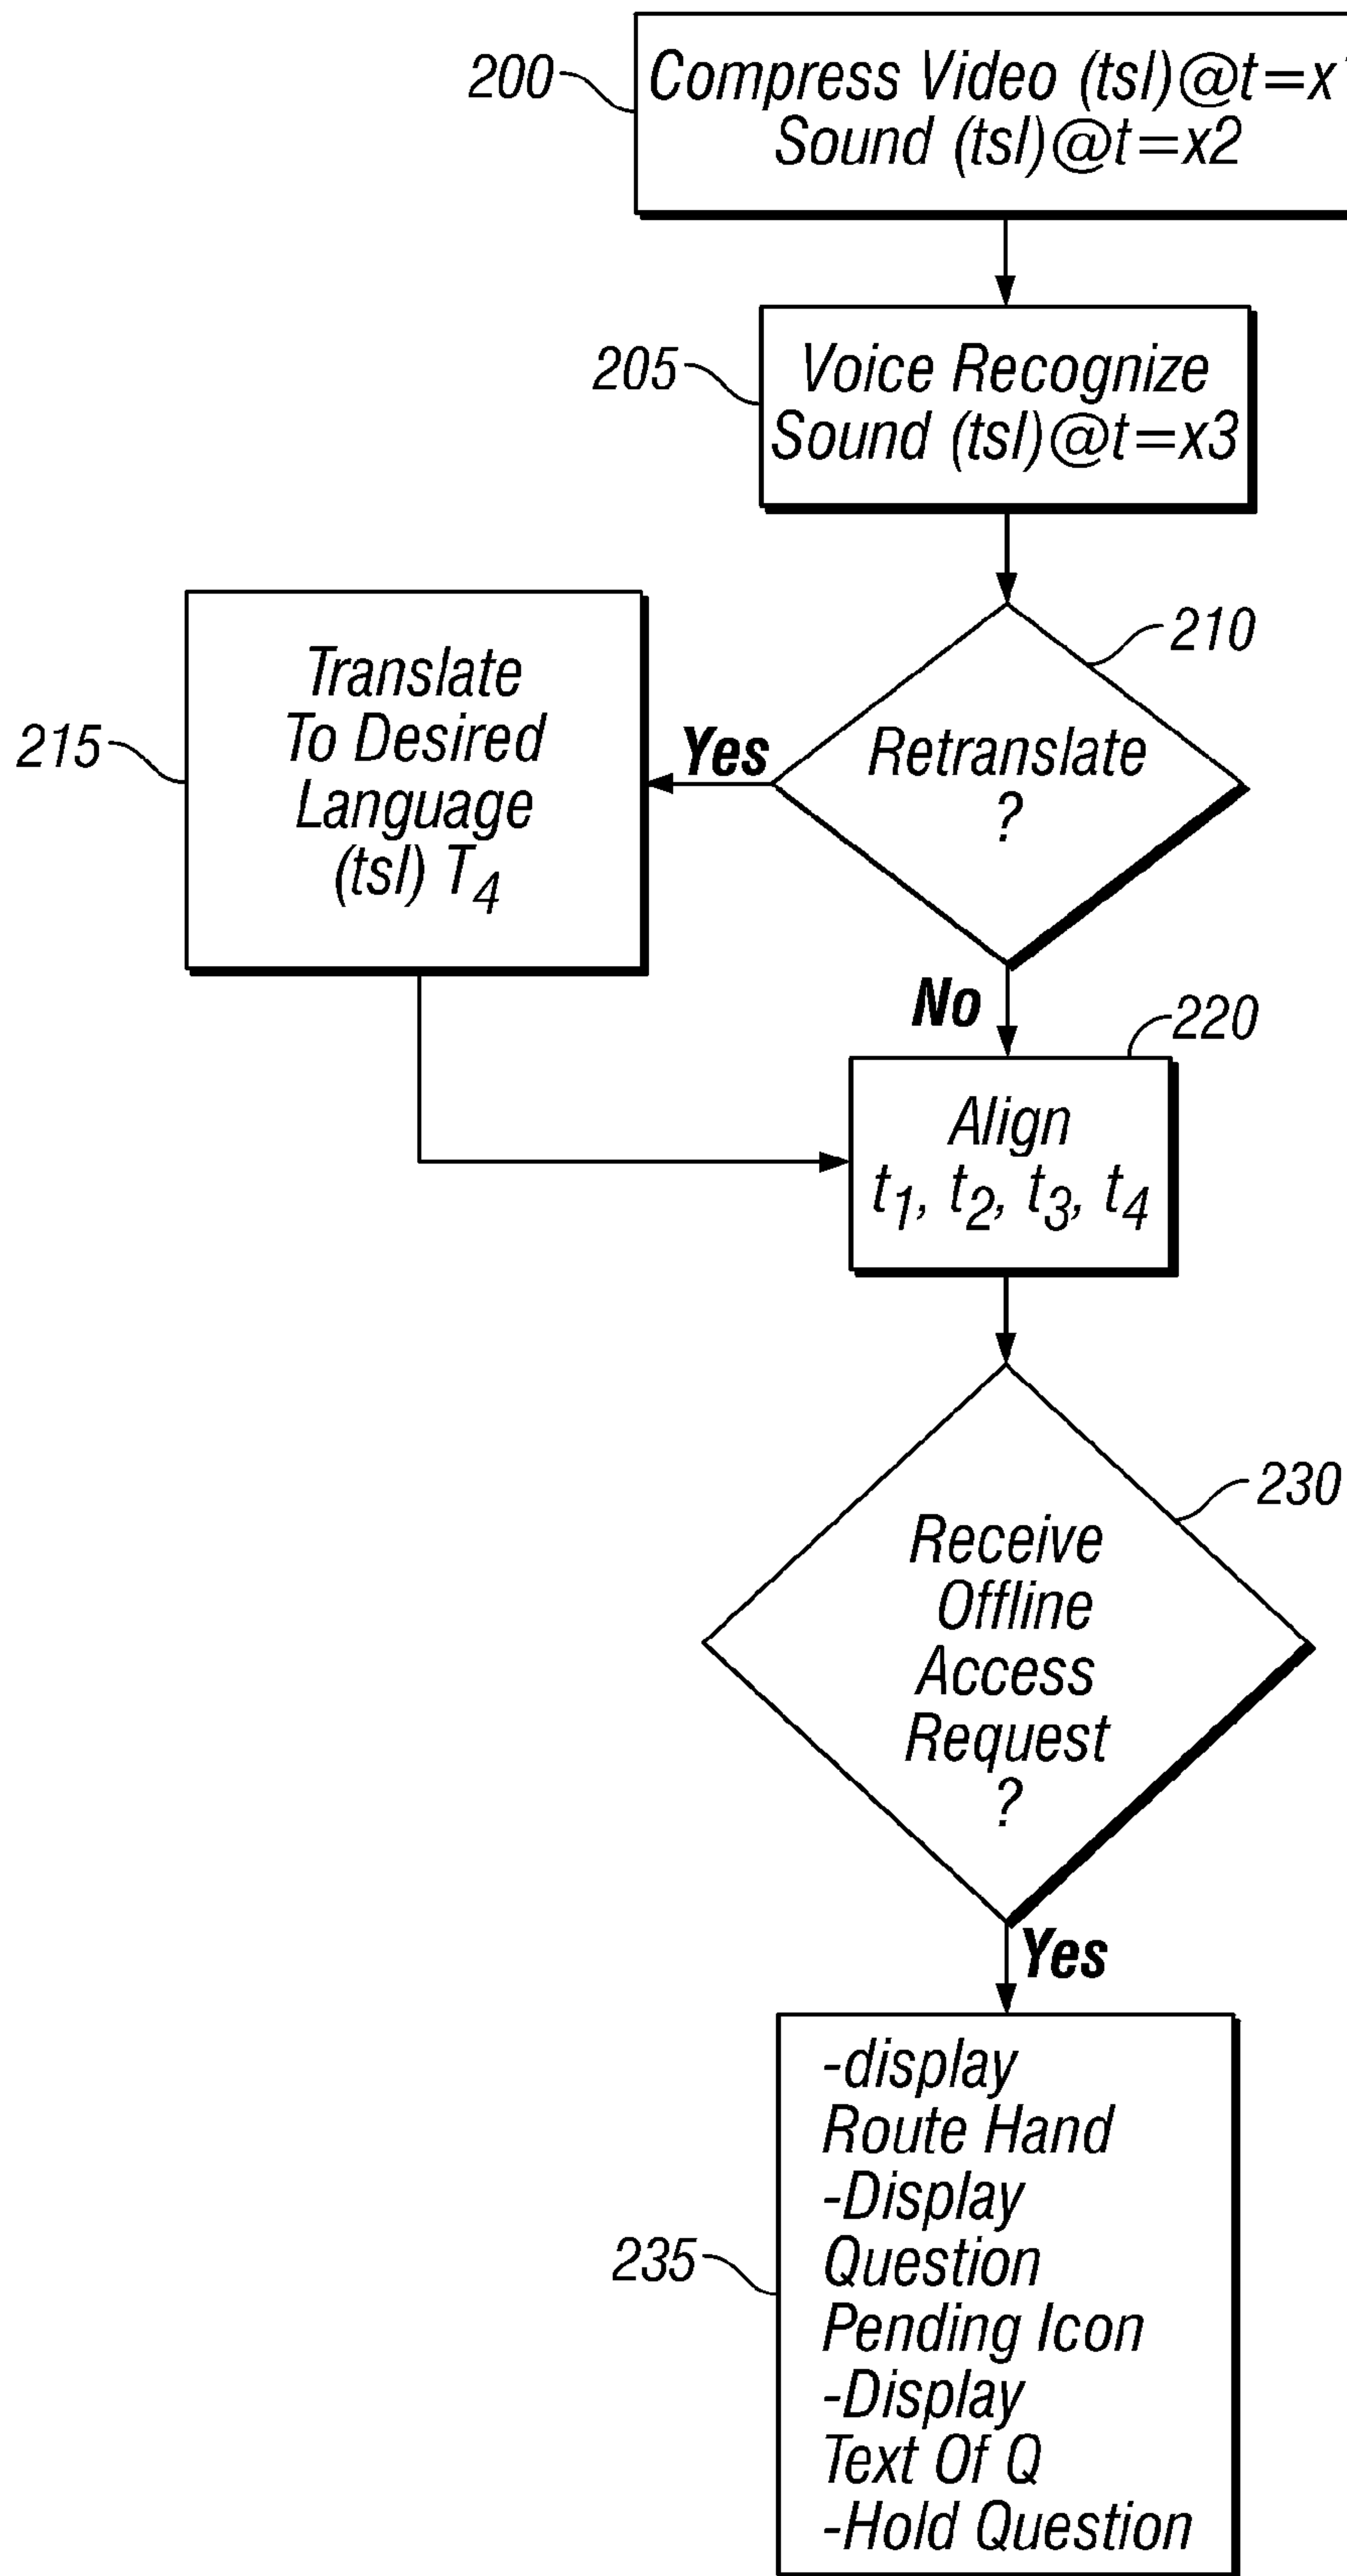 200
Compress Video (tsl)@t=x1
Sound (tsl)@t=x2
205
Voice Recognize
Sound (tsl)@t=x3
210
Retranslate
?
Yes
215
Translate
To Desired
Language
(tsl) T4
No
220
Align
t1, t2, t3, t4
230
Receive
Offline
Access
Request
?
Yes
235
-display
Route Hand
-Display
Question
Pending Icon
-Display
Text Of Q
-Hold Question